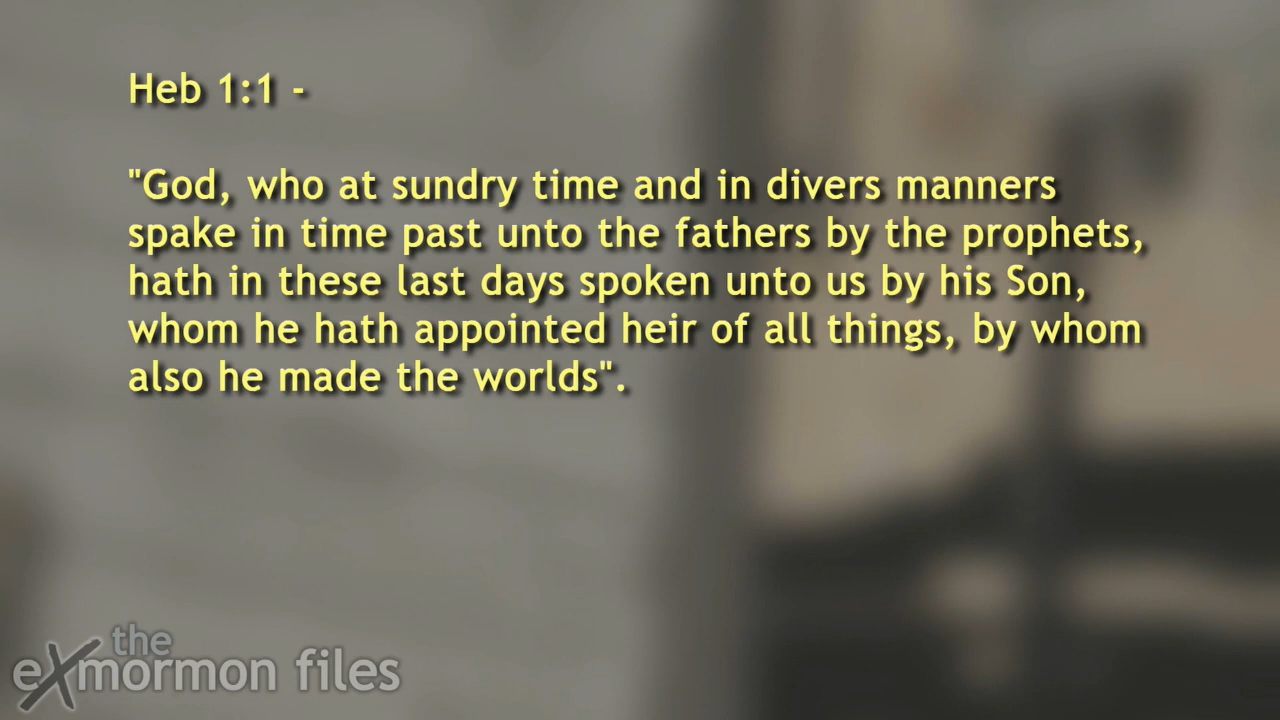 Heb 1:1 -
"God, who at sundry time and in divers manners
spake in time past unto the fathers by the prophets,
hath in these last days spoken unto us by his Son,
whom he hath appointed heir of all things, by whom
also he made the worlds".
the
exmormon files